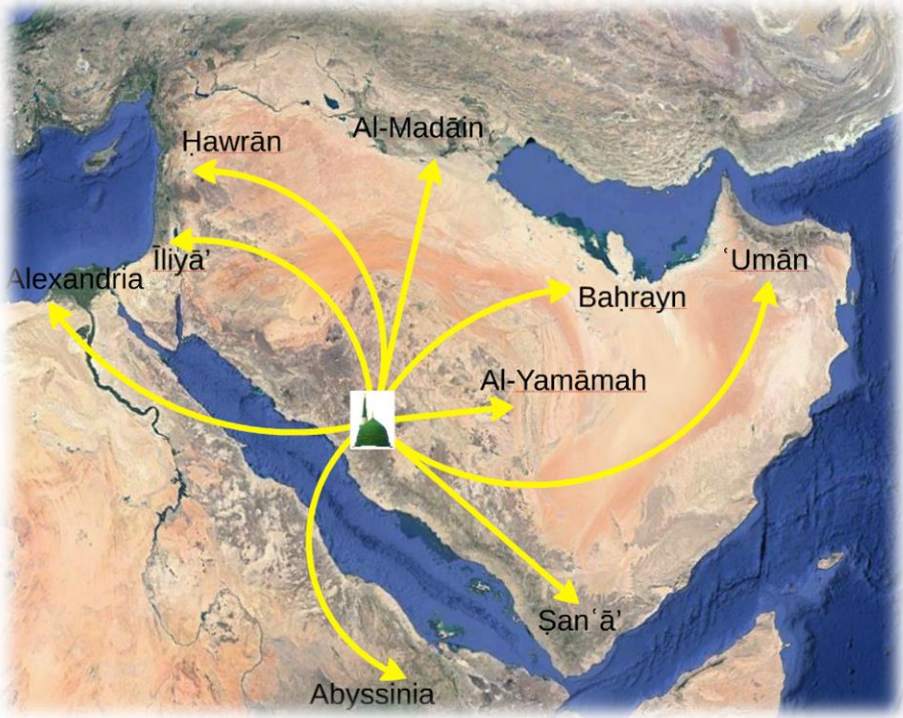 Al-Madāin
Ḥawrān
Īliyā’
ʿUmān
Alexandria
Baḥrayn
Al-Yamāmah
Ṣanʿā’
Abyssinia